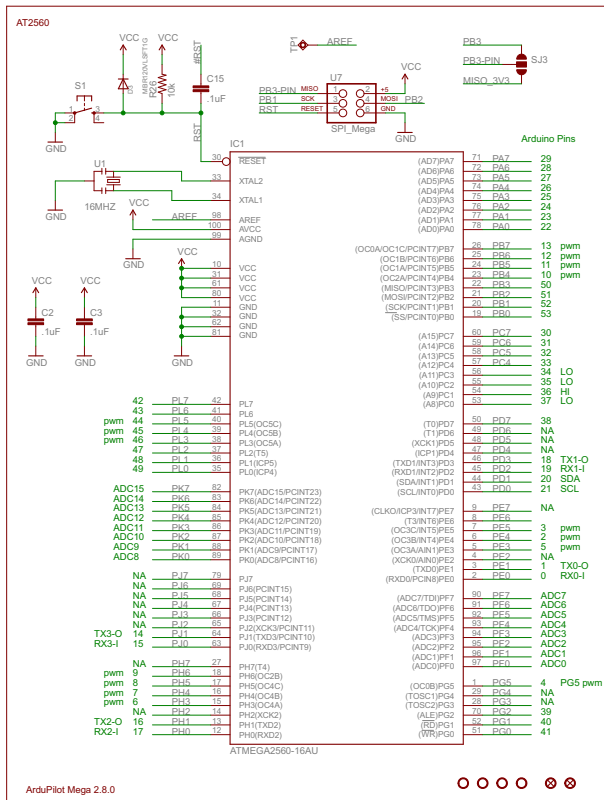 AT2560
VCC
VCC
#RST
TP1
AREF
PB3
PB3-PIN
MISO_3V3
SJ3
S1
D3
MBR120VLSFT1G
R26
10k
C15
.1uF
U7
VCC
PB3-PIN MISO 1 2 +5
PB1 SCK 3 4 MOSI PB2
RST RESET 5 6 GND
SPI_Mega
GND
1 3
2 4
GND
RST
IC1
Arduino Pins
U1
16MHZ
GND
VCC
AREF
GND
30 RESET
33 XTAL2
34 XTAL1
98 AREF
100 AVCC
99 AGND
VCC
10 VCC
31 VCC
61 VCC
80 VCC
11 GND
32 GND
62 GND
81 GND
GND
VCC
VCC
C2
.1uF
C3
.1uF
GND
GND
42 PL7 42 PL7
43 PL6 41 PL6
pwm 44 PL5 40 PL5(OC5C)
pwm 45 PL4 39 PL4(OC5B)
pwm 46 PL3 38 PL3(OC5A)
47 PL2 37 PL2(T5)
48 PL1 36 PL1(ICP5)
49 PL0 35 PL0(ICP4)
ADC15 PK7 82 PK7(ADC15/PCINT23)
ADC14 PK6 83 PK6(ADC14/PCINT22)
ADC13 PK5 84 PK5(ADC13/PCINT21)
ADC12 PK4 85 PK4(ADC12/PCINT20)
ADC11 PK3 86 PK3(ADC11/PCINT19)
ADC10 PK2 87 PK2(ADC10/PCINT18)
ADC9 PK1 88 PK1(ADC9/PCINT17)
ADC8 PK0 89 PK0(ADC8/PCINT16)
NA PJ7 79 PJ7
NA PJ6 69 PJ6(PCINT15)
NA PJ5 68 PJ5(PCINT14)
NA PJ4 67 PJ4(PCINT13)
NA PJ3 66 PJ3(PCINT12)
NA PJ2 65 PJ2(XCK3/PCINT11)
TX3-O 14 PJ1 64 PJ1(TXD3/PCINT10)
RX3-I 15 PJ0 63 PJ0(RXD3/PCINT9)
NA PH7 27 PH7(T4)
pwm 9 PH6 18 PH6(OC2B)
pwm 8 PH5 17 PH5(OC4C)
pwm 7 PH4 16 PH4(OC4B)
pwm 6 PH3 15 PH3(OC4A)
NA PH2 14 PH2(XCK2)
TX2-O 16 PH1 13 PH1(TXD2)
RX2-I 17 PH0 12 PH0(RXD2)
(AD7)PA7 71 PA7 29
(AD6)PA6 72 PA6 28
(AD5)PA5 73 PA5 27
(AD4)PA4 74 PA4 26
(AD3)PA3 75 PA3 25
(AD2)PA2 76 PA2 24
(AD1)PA1 77 PA1 23
(AD0)PA0 78 PA0 22
(OC0A/OC1C/PCINT7)PB7 26 PB7 13 pwm
(OC1B/PCINT6)PB6 25 PB6 12 pwm
(OC1A/PCINT5)PB5 24 PB5 11 pwm
(OC2A/PCINT4)PB4 23 PB4 10 pwm
(MISO/PCINT3)PB3 22 PB3 50
(MOSI/PCINT2)PB2 21 PB2 51
(SCK/PCINT1)PB1 20 PB1 52
(SS/PCINT0)PB0 19 PB0 53
(A15)PC7 60 PC7 30
(A14)PC6 59 PC6 31
(A13)PC5 58 PC5 32
(A12)PC4 57 PC4 33
(A11)PC3 56 34 LO
(A10)PC2 55 35 LO
(A9)PC1 54 36 HI
(A8)PC0 53 37 LO
(T0)PD7 50 PD7 38
(T1)PD6 49 PD6 NA
(XCK1)PD5 48 PD5 NA
(ICP1)PD4 47 PD4 NA
(TXD1/INT3)PD3 46 PD3 18 TX1-O
(RXD1/INT2)PD2 45 PD2 19 RX1-I
(SDA/INT1)PD1 44 PD1 20 SDA
(SCL/INT0)PD0 43 PD0 21 SCL
(CLKO/ICP3/INT7)PE7 9 PE7 NA
(T3/INT6)PE6 8 PE6
(OC3C/INT5)PE5 7 PE5 3 pwm
(OC3B/INT4)PE4 6 PE4 2 pwm
(OC3A/AIN1)PE3 5 PE3 5 pwm
(XCK0/AIN0)PE2 4 PE2 NA
(TXD0)PE1 3 PE1 1 TX0-O
(RXD0/PCIN8)PE0 2 PE0 0 RX0-I
(ADC7/TDI)PF7 90 PF7 ADC7
(ADC6/TDO)PF6 91 PF6 ADC6
(ADC5/TMS)PF5 92 PF5 ADC5
(ADC4/TCK)PF4 93 PF4 ADC4
(ADC3)PF3 94 PF3 ADC3
(ADC2)PF2 95 PF2 ADC2
(ADC1)PF1 96 PF1 ADC1
(ADC0)PF0 97 PF0 ADC0
(OC0B)PG5 1 PG5 4 PG5 pwm
(TOSC1)PG4 29 PG4 NA
(TOSC2)PG3 28 PG3 NA
(ALE)PG2 70 PG2 39
(RD)PG1 52 PG1 40
(WR)PG0 51 PG0 41
ATMEGA2560-16AU
ArduPilot Mega 2.8.0